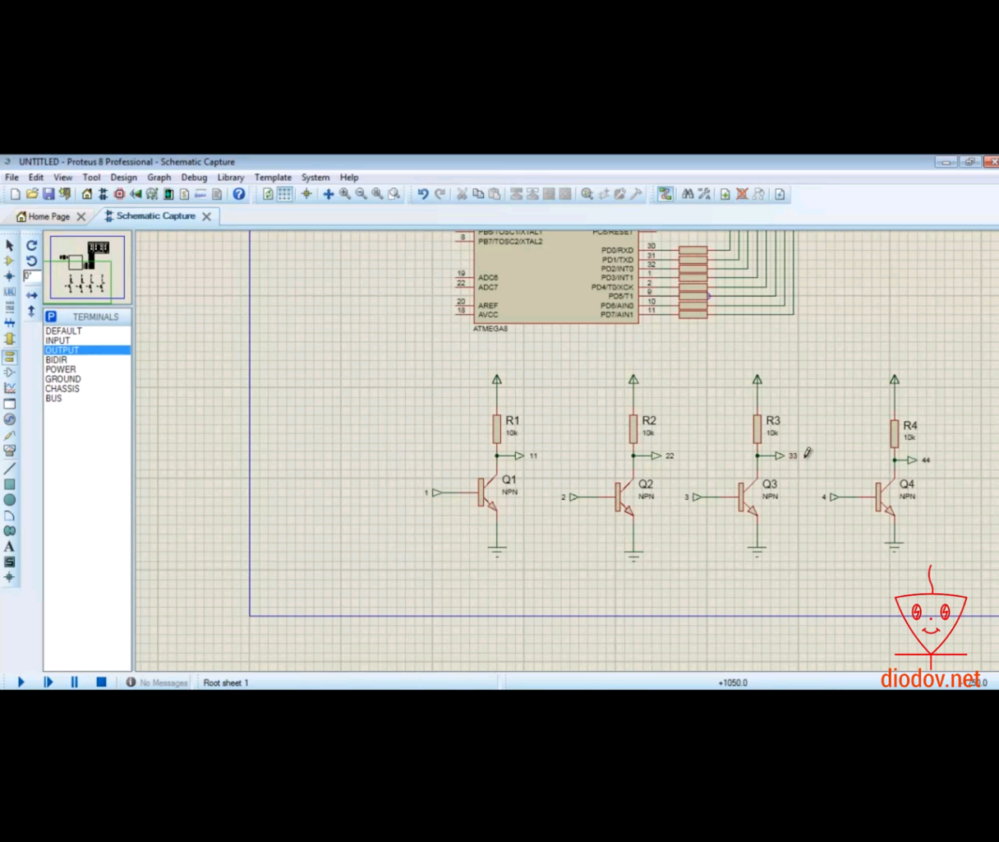 UNTITLED - Proteus 8 Professional - Schematic Capture
File Edit View Tool Design Graph Debug Library Template System Help
Home Page Schematic Capture
0°
P TERMINALS
DEFAULT
INPUT
OUTPUT
BIDIR
POWER
GROUND
CHASSIS
BUS
PB6/TOSC1/XTAL1
8 PB7/TOSC2/XTAL2
19 ADC6
22 ADC7
20 AREF
18 AVCC
PC6/RESET
PD0/RXD 30
PD1/TXD 31
PD2/INT0 32
PD3/INT1 1
PD4/T0/XCK 2
PD5/T1 9
PD6/AIN0 10
PD7/AIN1 11
ATMEGA8
R1
10k
11
Q1
NPN
1
R2
10k
22
Q2
NPN
2
R3
10k
33
Q3
NPN
3
R4
10k
44
Q4
NPN
4
No Messages Root sheet 1 +1050.0
diodov.net